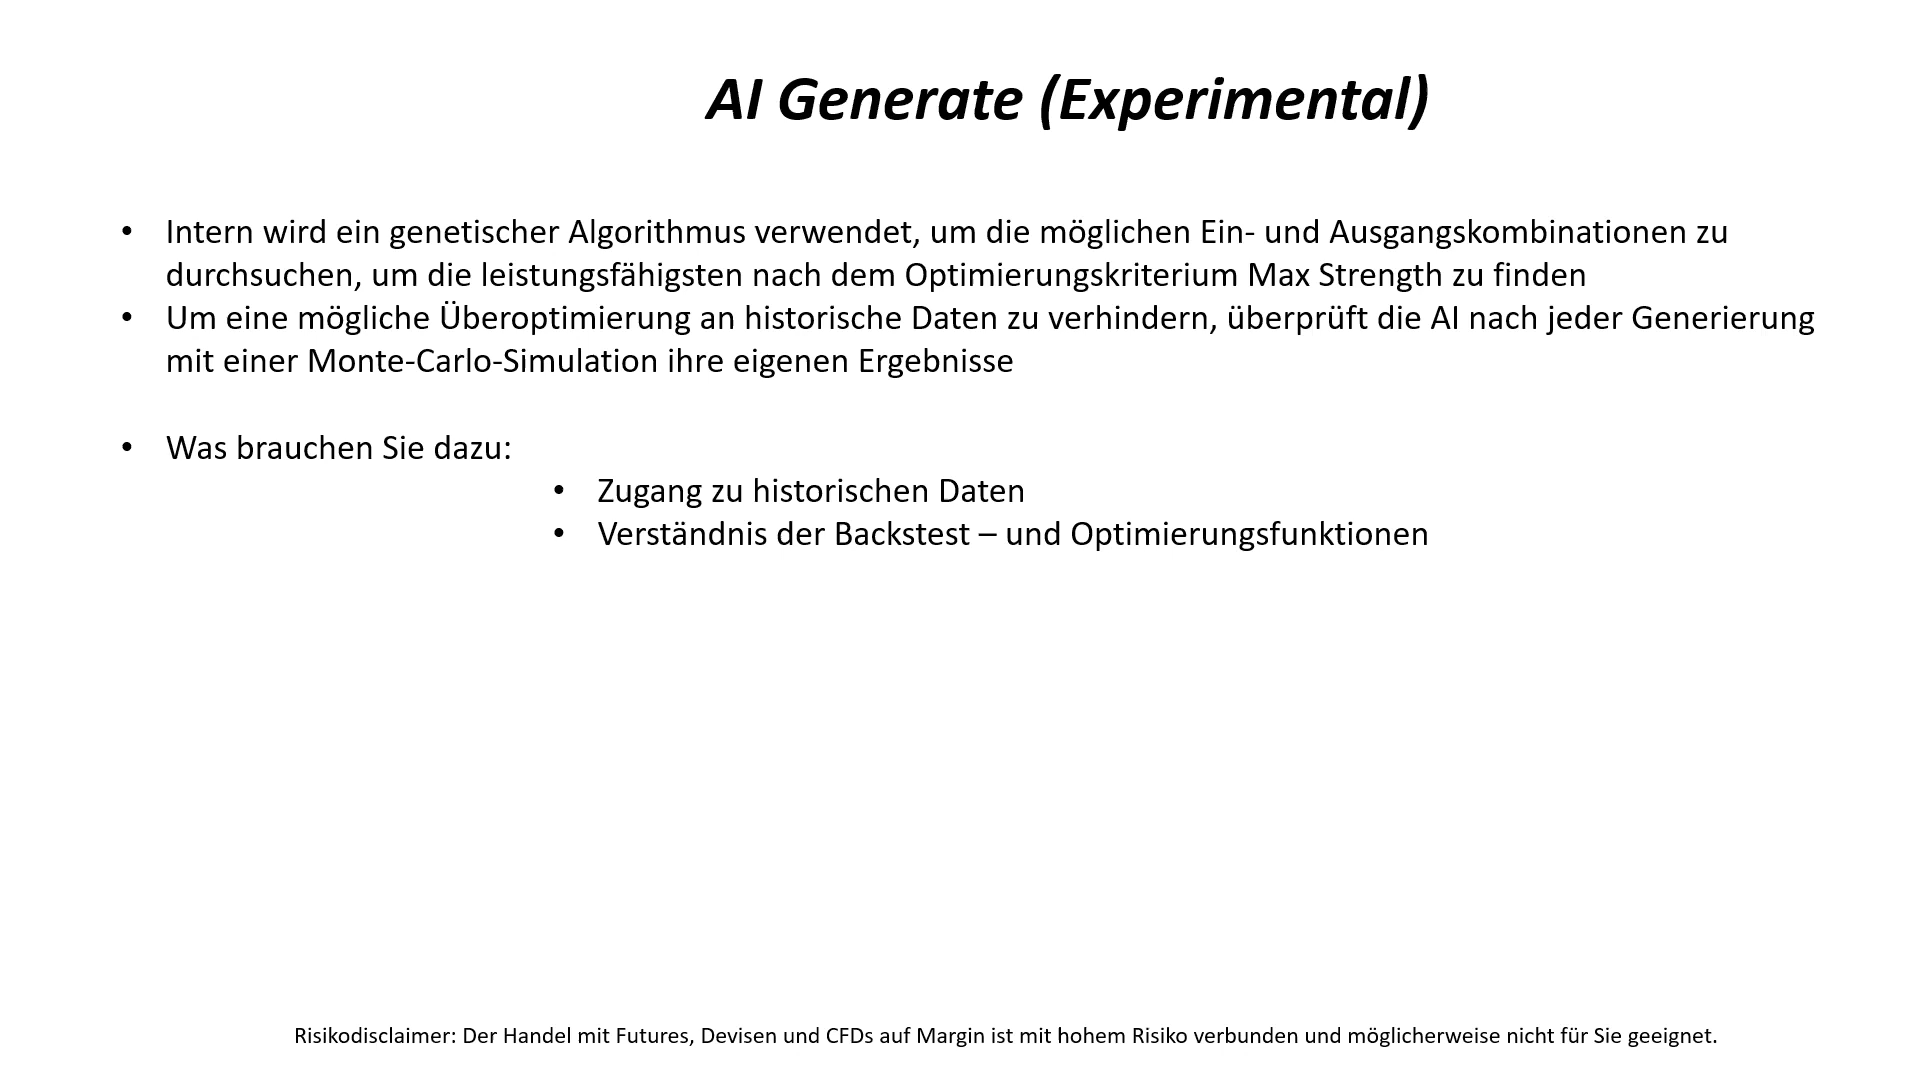 AI Generate (Experimental)
• Intern wird ein genetischer Algorithmus verwendet, um die möglichen Ein- und Ausgangskombinationen zu
durchsuchen, um die leistungsfähigsten nach dem Optimierungskriterium Max Strength zu finden
• Um eine mögliche Überoptimierung an historische Daten zu verhindern, überprüft die AI nach jeder Generierung
mit einer Monte-Carlo-Simulation ihre eigenen Ergebnisse
• Was brauchen Sie dazu:
• Zugang zu historischen Daten
• Verständnis der Backstest – und Optimierungsfunktionen
Risikodisclaimer: Der Handel mit Futures, Devisen und CFDs auf Margin ist mit hohem Risiko verbunden und möglicherweise nicht für Sie geeignet.